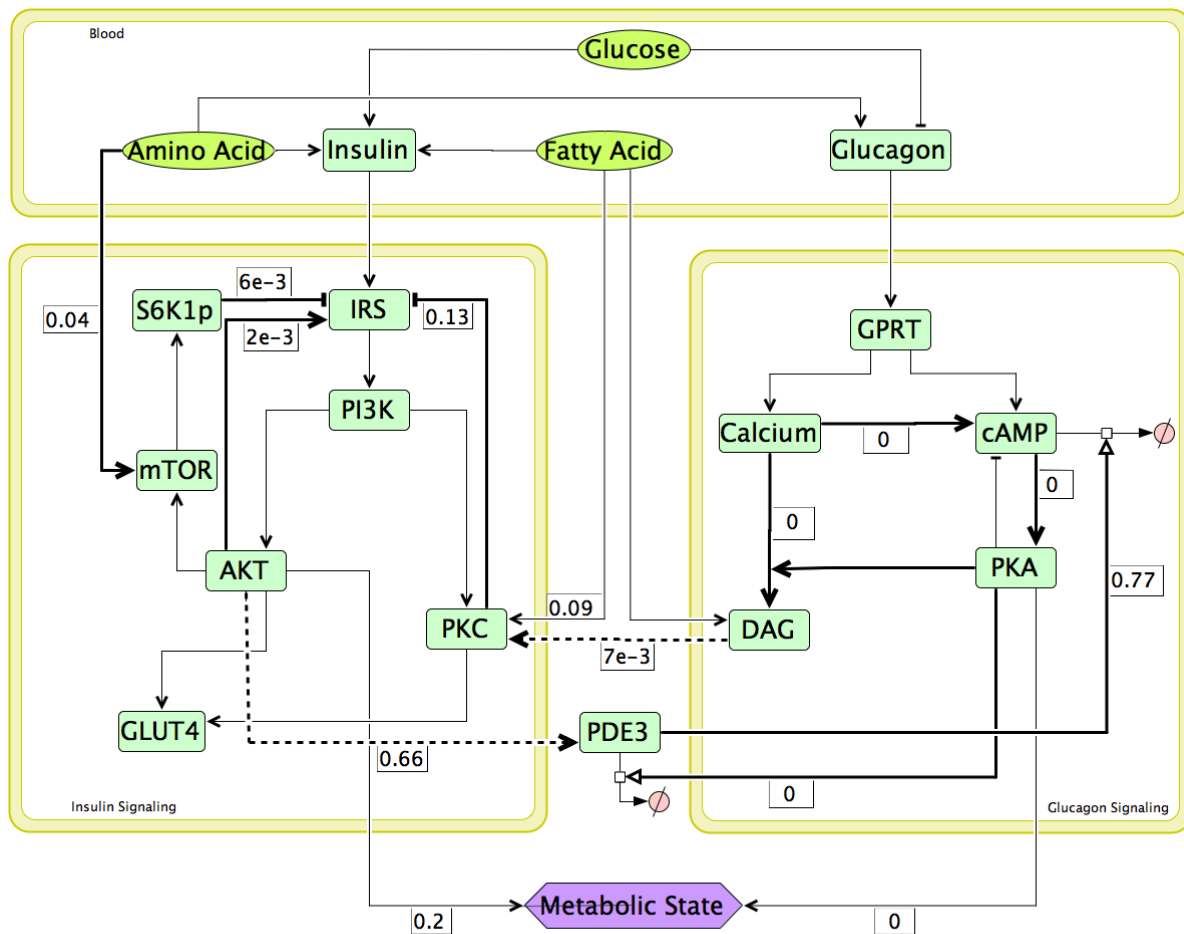 Blood
Glucose
Amino Acid
Insulin
Fatty Acid
Glucagon
6e-3
S6K1p
IRS
0.04
2e-3
0.13
GPRT
PI3K
Calcium
cAMP
0
mTOR
0
0
AKT
PKA
0.77
0.09
PKC
DAG
7e-3
GLUT4
PDE3
0.66
0
Insulin Signaling
Glucagon Signaling
Metabolic State
0.2
0